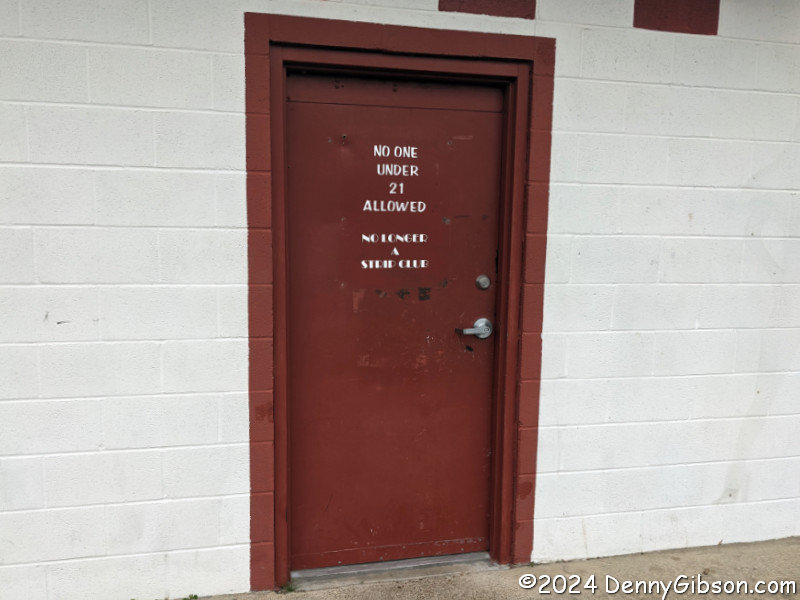 NO ONE
UNDER
21
ALLOWED
NO LONGER
A
STRIP CLUB
©2024 DennyGibson.com